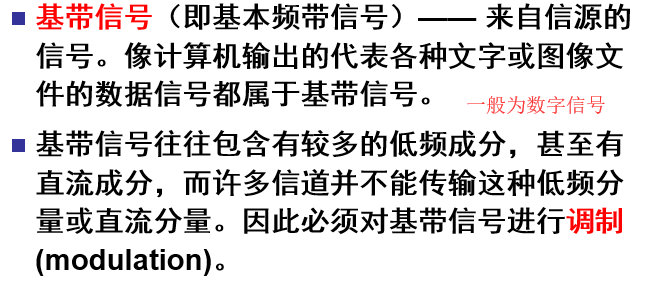 基带信号（即基本频带信号）—— 来自信源的
信号。像计算机输出的代表各种文字或图像文
件的数据信号都属于基带信号。
一般为数字信号
基带信号往往包含有较多的低频成分，甚至有
直流成分，而许多信道并不能传输这种低频分
量或直流分量。因此必须对基带信号进行调制
(modulation)。